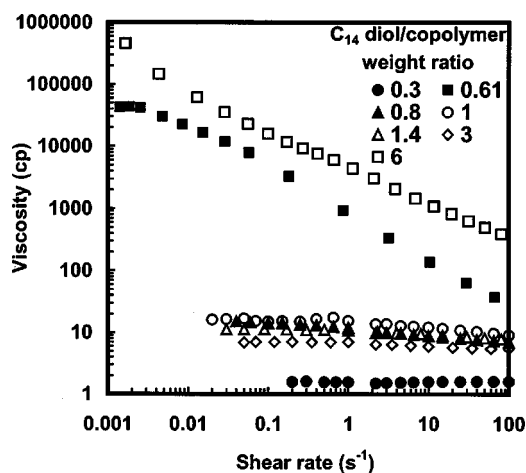 1000000
100000
10000
1000
100
10
1
Viscosity (cp)
C14 diol/copolymer
weight ratio
0.3 0.61
0.8 1
1.4 3
6
0.001 0.01 0.1 1 10 100
Shear rate (s-1)